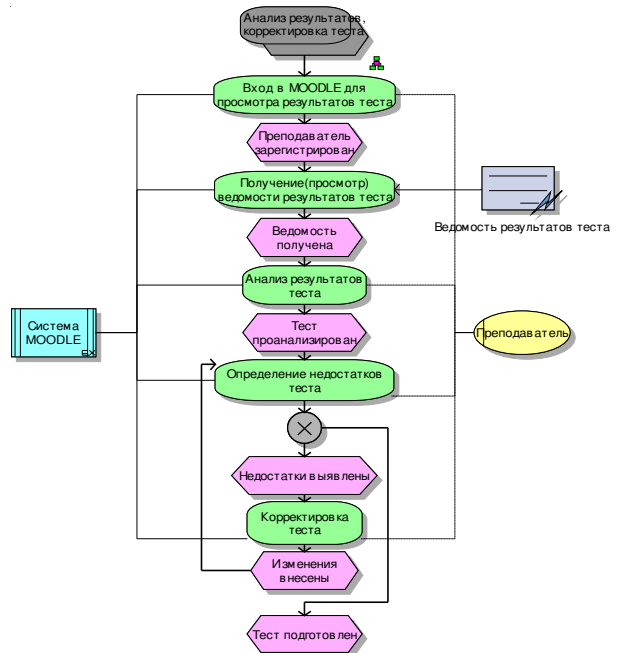 Анализ результатов,
корректировка теста
Вход в MOODLE для
просмотра результатов теста
Преподаватель
зарегистрирован
Получение(просмотр)
ведомости результатов теста
Ведомость результатов теста
Ведомость
получена
Анализ результатов
теста
Система
MOODLE
Тест
проанализирован
Преподаватель
Определение недостатков
теста
Недостатки выявлены
Корректировка
теста
Изменения
внесены
Тест подготовлен